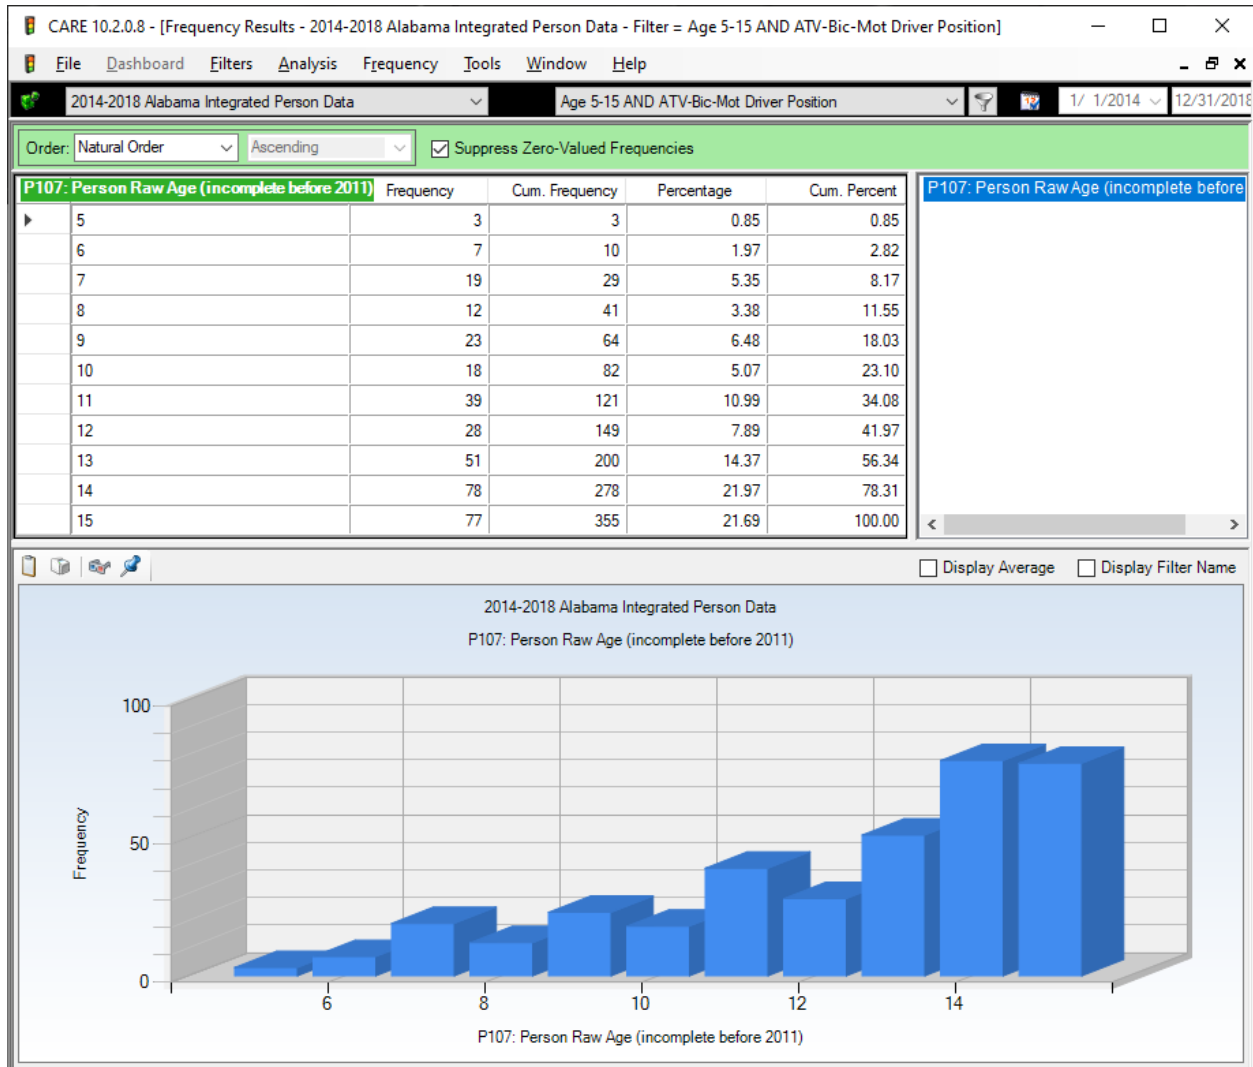 CARE 10.2.0.8 - [Frequency Results - 2014-2018 Alabama Integrated Person Data - Filter = Age 5-15 AND ATV-Bic-Mot Driver Position]
File Dashboard Filters Analysis Frequency Tools Window Help
2014-2018 Alabama Integrated Person Data Age 5-15 AND ATV-Bic-Mot Driver Position 1/ 1/2014 12/31/2018
Order: Natural Order Ascending Suppress Zero-Valued Frequencies
P107: Person Raw Age (incomplete before 2011) Frequency Cum. Frequency Percentage Cum. Percent P107: Person Raw Age (incomplete before
5 3 3 0.85 0.85
6 7 10 1.97 2.82
7 19 29 5.35 8.17
8 12 41 3.38 11.55
9 23 64 6.48 18.03
10 18 82 5.07 23.10
11 39 121 10.99 34.08
12 28 149 7.89 41.97
13 51 200 14.37 56.34
14 78 278 21.97 78.31
15 77 355 21.69 100.00
Display Average Display Filter Name
2014-2018 Alabama Integrated Person Data
P107: Person Raw Age (incomplete before 2011)
100
50
0
Frequency
6 8 10 12 14
P107: Person Raw Age (incomplete before 2011)